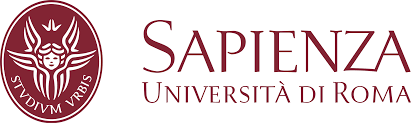 STVDIVM VRBIS
SAPIENZA
UNIVERSITÀ DI ROMA